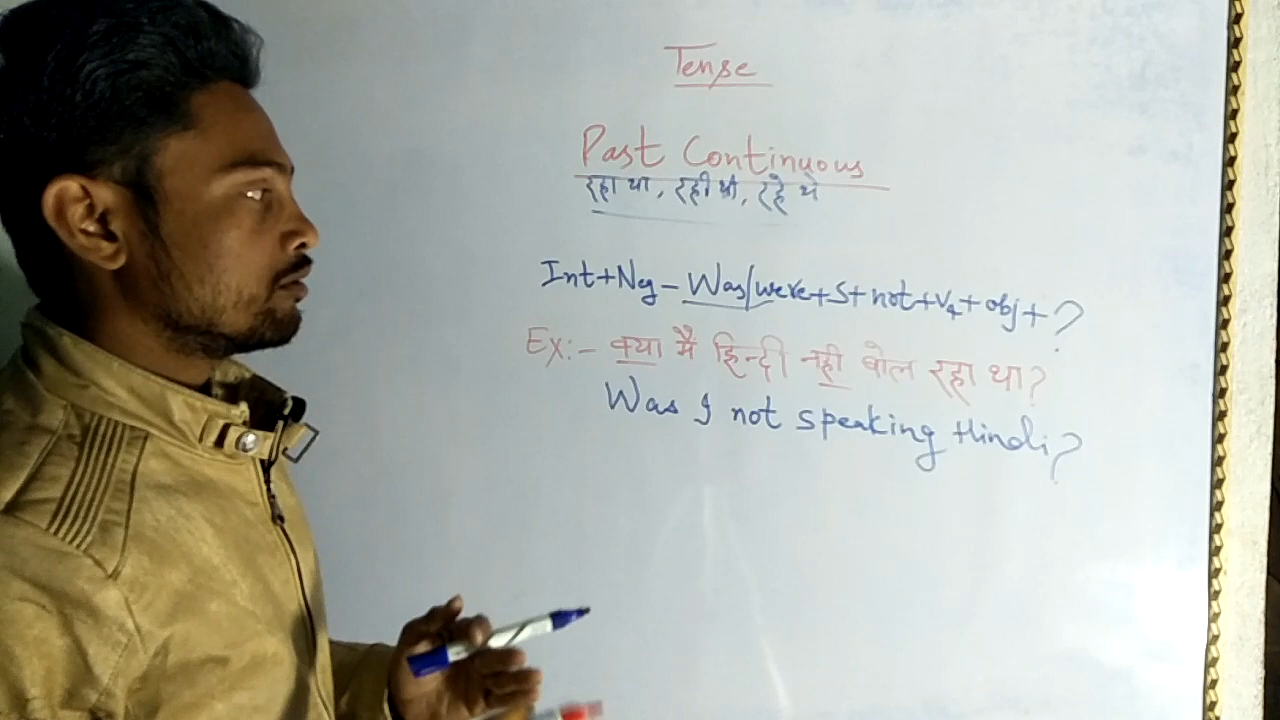 Tense
Past Continuous
रहा था, रही थी, रहे थे
Int+Neg - Was/were+S+not+V4+obj+?
Ex:- क्या मैं हिन्दी नही बोल रहा था?
Was I not speaking Hindi?